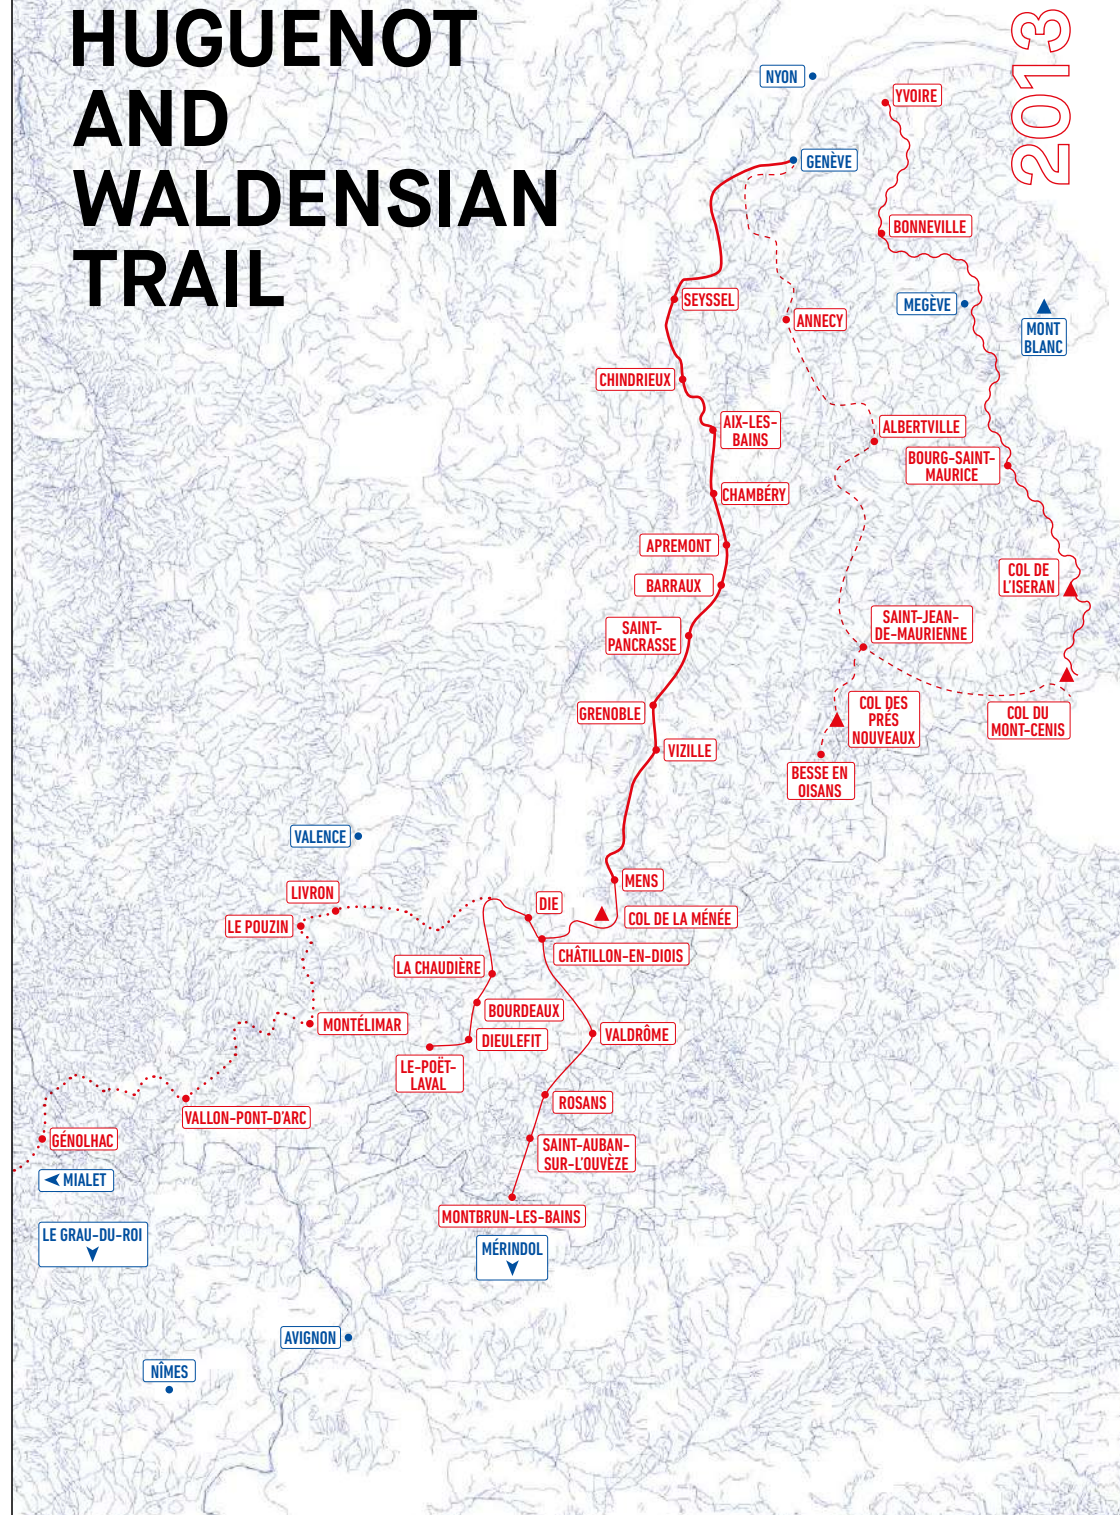 HUGUENOT
AND
WALDENSIAN
TRAIL
2013
NYON
YVOIRE
GENÈVE
BONNEVILLE
SEYSSEL
MEGÈVE
ANNECY
MONT
BLANC
CHINDRIEUX
AIX-LES-
BAINS
ALBERTVILLE
BOURG-SAINT-
MAURICE
CHAMBÉRY
APREMONT
BARRAUX
COL DE
L'ISERAN
SAINT-
PANCRASSE
SAINT-JEAN-
DE-MAURIENNE
GRENOBLE
COL DES
PRÉS
NOUVEAUX
COL DU
MONT-CENIS
VIZILLE
BESSE EN
OISANS
VALENCE
MENS
LIVRON
DIE
LE POUZIN
COL DE LA MÉNÉE
CHÂTILLON-EN-DIOIS
LA CHAUDIÈRE
BOURDEAUX
MONTÉLIMAR
DIEULEFIT
VALDRÔME
LE-POËT-
LAVAL
ROSANS
VALLON-PONT-D'ARC
GÉNOLHAC
SAINT-AUBAN-
SUR-L'OUVÈZE
MIALET
MONTBRUN-LES-BAINS
LE GRAU-DU-ROI
MÉRINDOL
AVIGNON
NÎMES